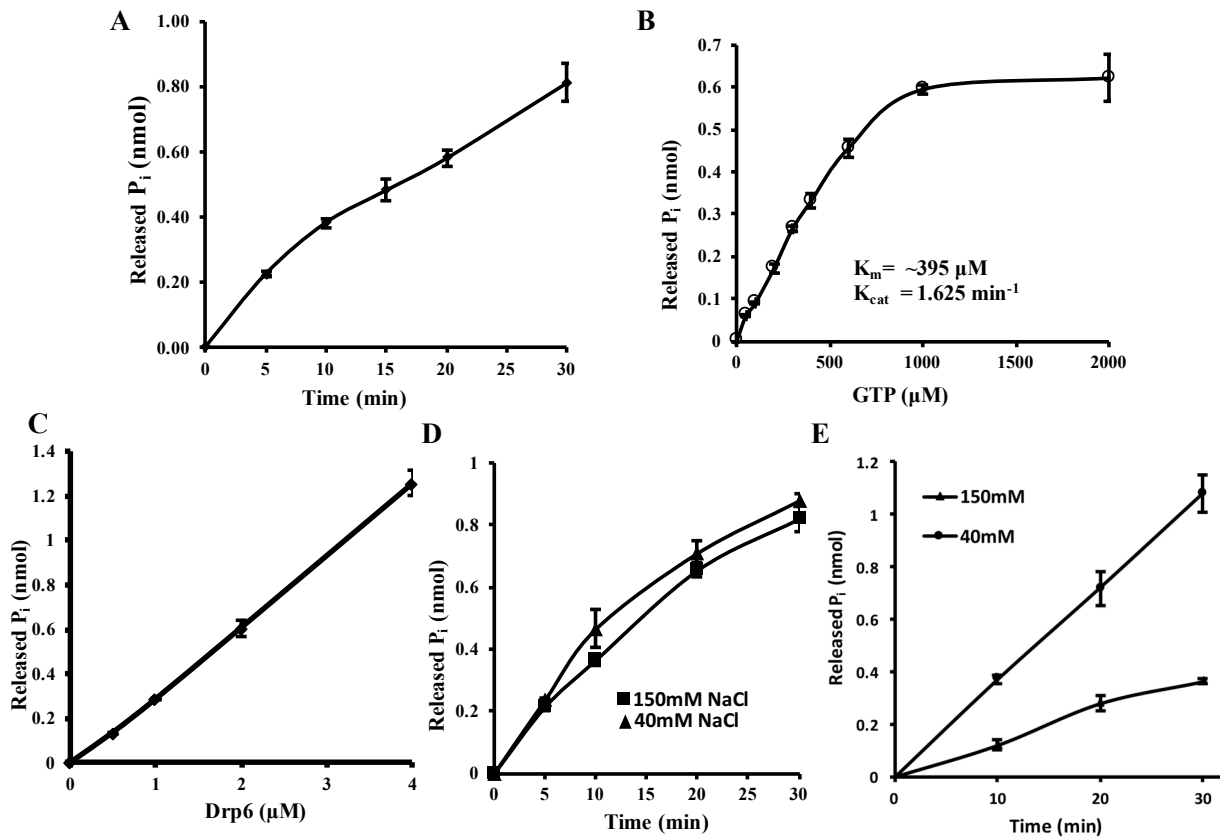 A
1.00
0.80
0.60
0.40
0.20
0.00
Released Pi (nmol)
0 5 10 15 20 25 30
Time (min)
B
0.7
0.6
0.5
0.4
0.3
0.2
0.1
0
Released Pi (nmol)
Km= ~395 µM
Kcat = 1.625 min-1
0 500 1000 1500 2000
GTP (µM)
C
1.4
1.2
1
0.8
0.6
0.4
0.2
0
Released Pi (nmol)
0 1 2 3 4
Drp6 (µM)
D
1
0.8
0.6
0.4
0.2
0
Released Pi (nmol)
150mM NaCl
40mM NaCl
0 5 10 15 20 25 30
Time (min)
E
1.2
1
0.8
0.6
0.4
0.2
0
Released Pi (nmol)
150mM
40mM
0 10 20 30
Time (min)